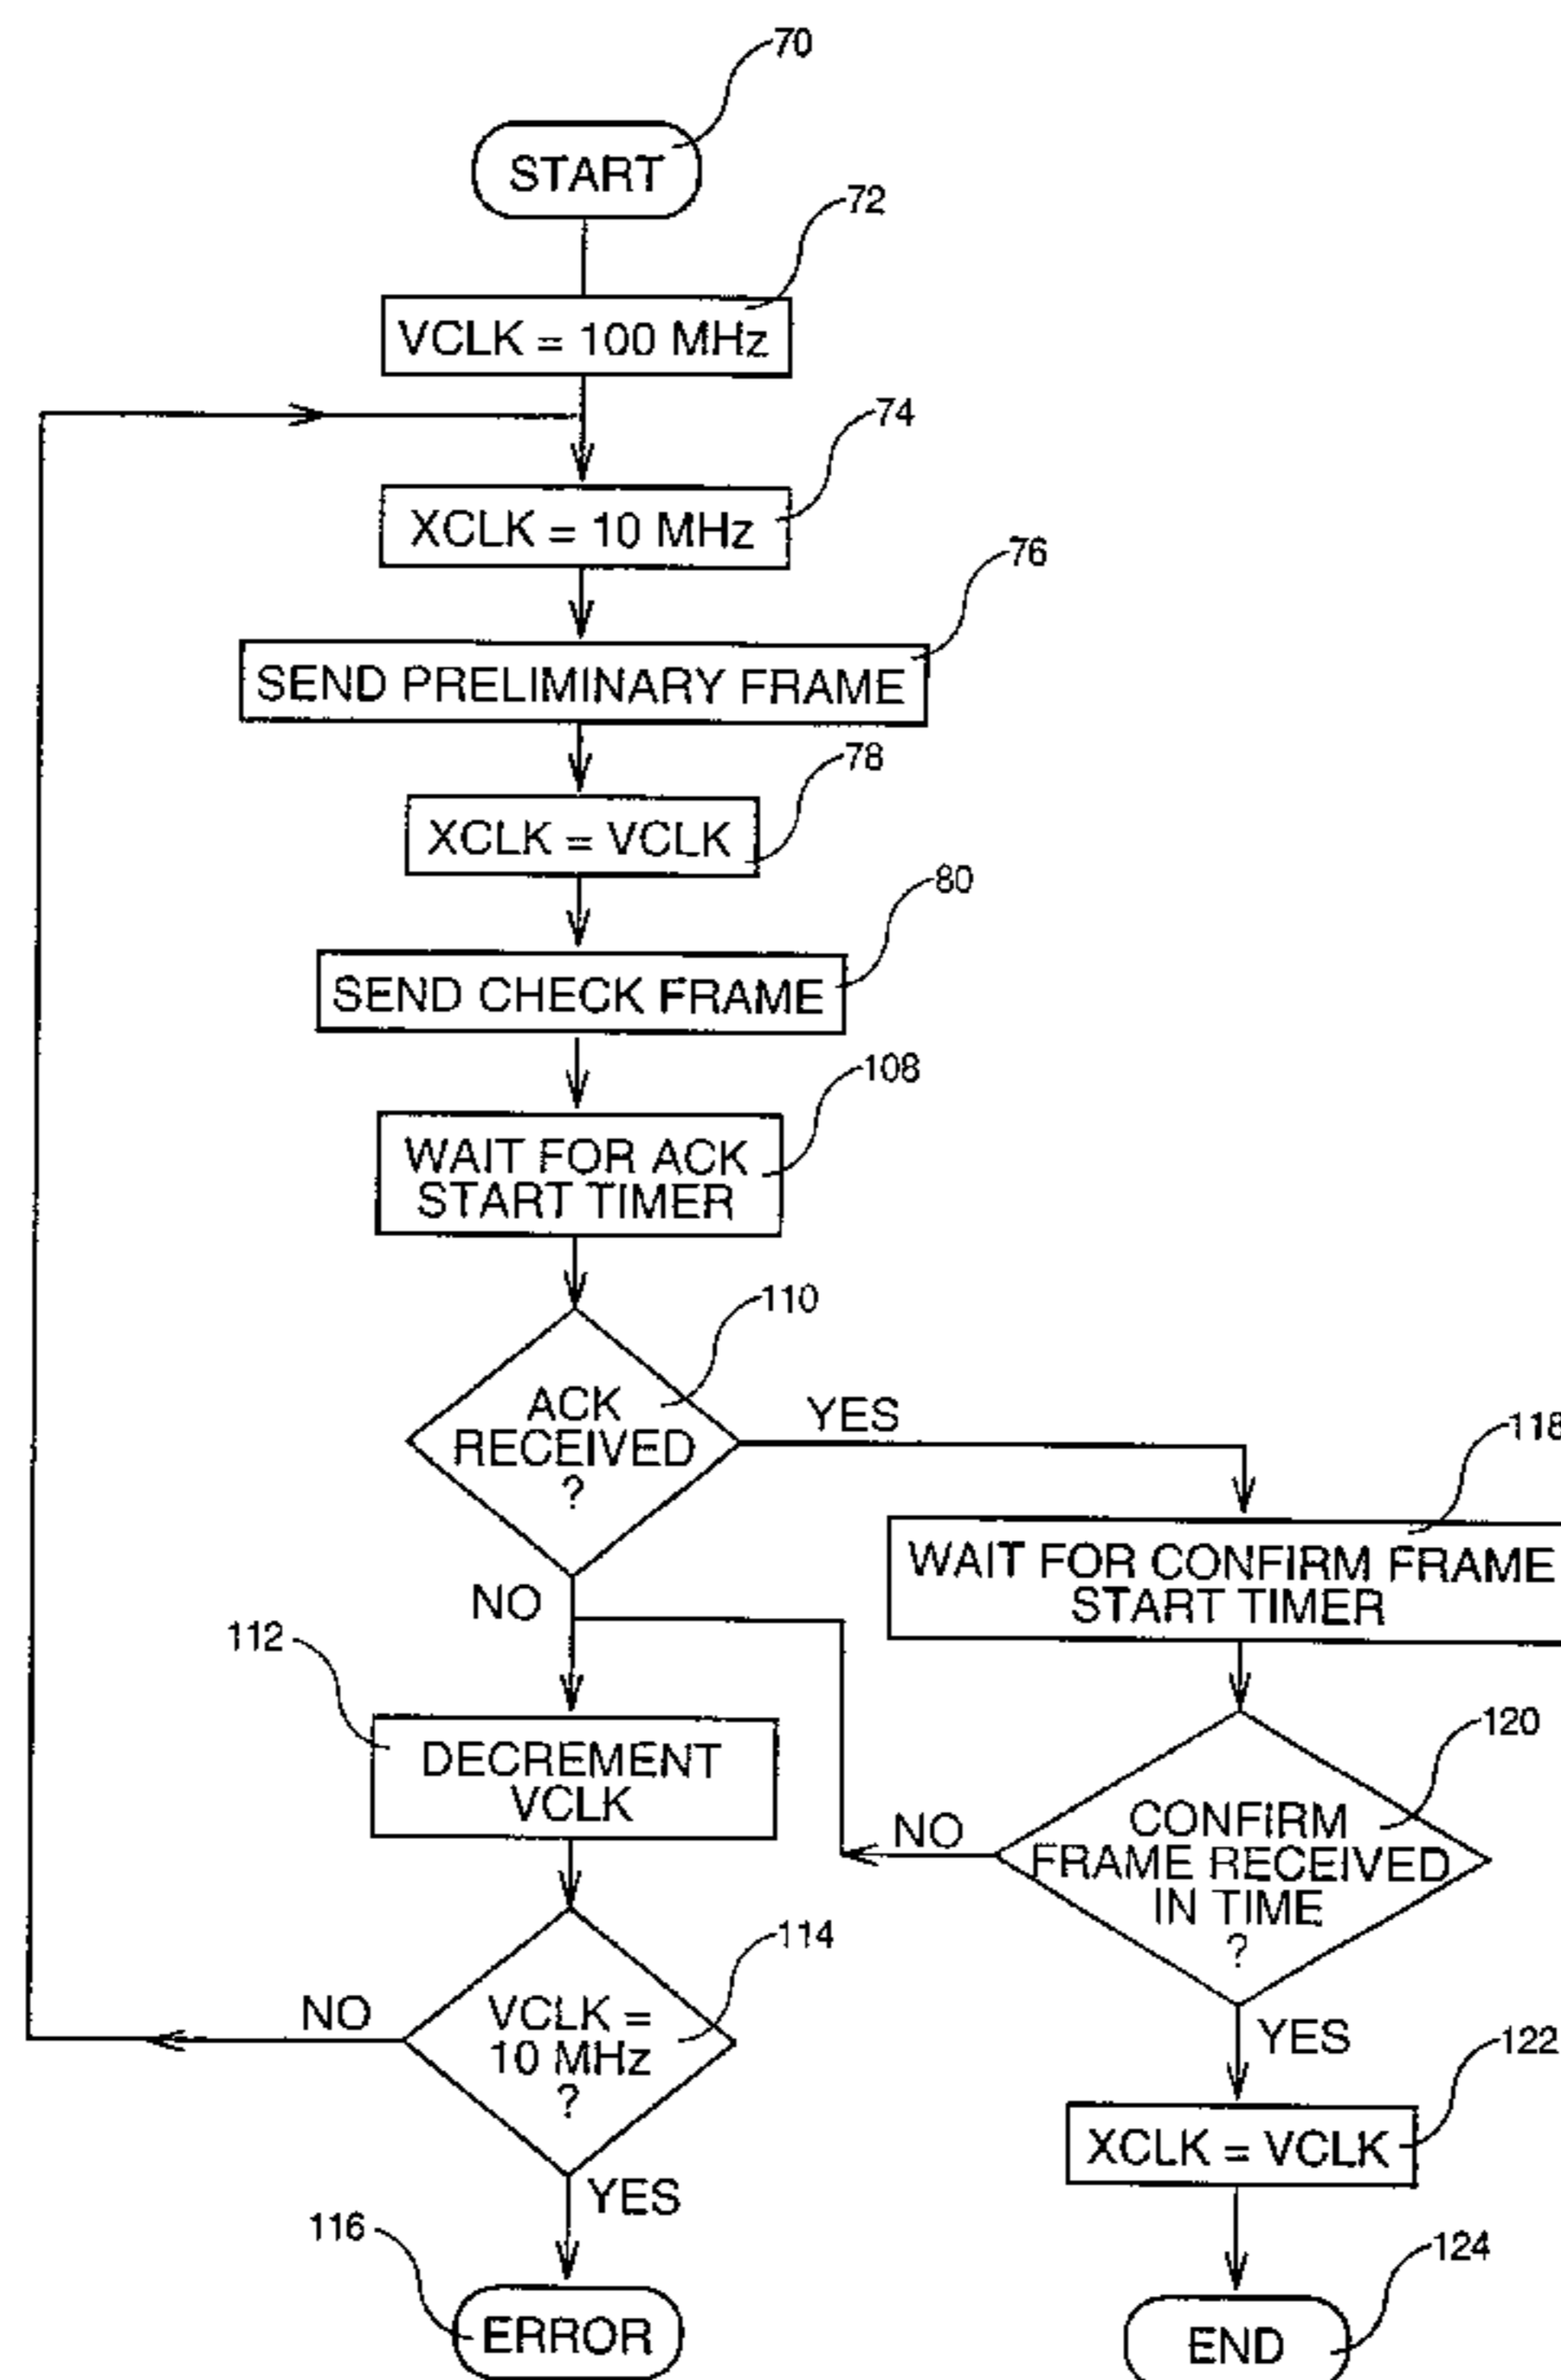 70
START
72
VCLK = 100 MHz
74
XCLK = 10 MHz
76
SEND PRELIMINARY FRAME
78
XCLK = VCLK
80
SEND CHECK FRAME
108
WAIT FOR ACK
START TIMER
110
ACK
RECEIVED
?
YES
118
WAIT FOR CONFIRM FRAME
START TIMER
NO
112
DECREMENT
VCLK
120
CONFIRM
FRAME RECEIVED
IN TIME
?
NO
114
VCLK =
10 MHz
?
NO
YES
122
XCLK = VCLK
YES
116
ERROR
124
END